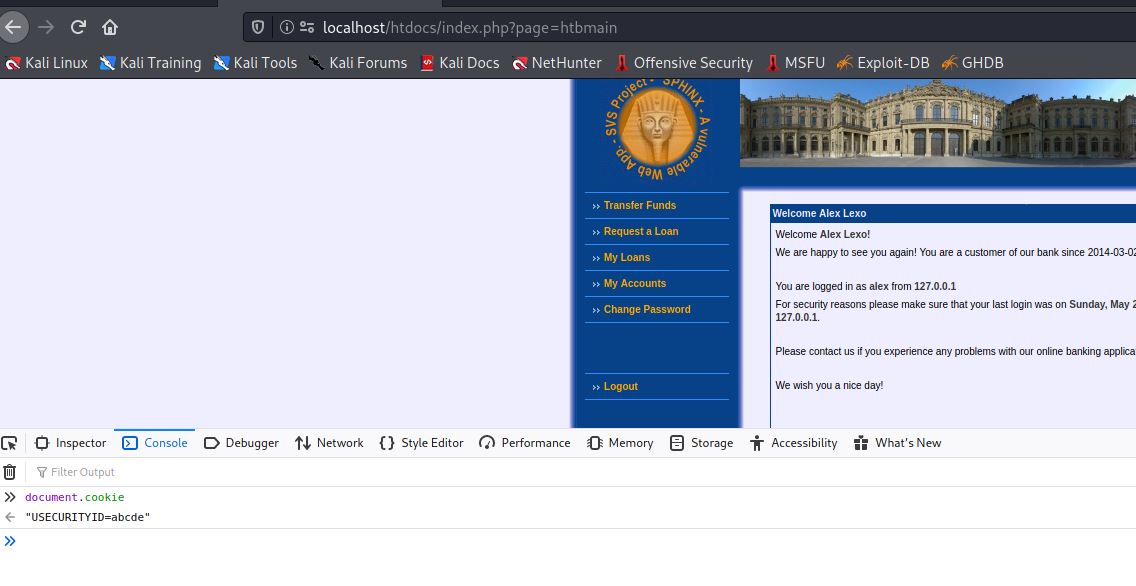 localhost/htdocs/index.php?page=htbmain
Kali Linux Kali Training Kali Tools Kali Forums Kali Docs NetHunter Offensive Security MSFU Exploit-DB GHDB
SVS Project - SPHINX - A vulnerable Web App. -
›› Transfer Funds
›› Request a Loan
›› My Loans
›› My Accounts
›› Change Password
›› Logout
Welcome Alex Lexo
Welcome Alex Lexo!
We are happy to see you again! You are a customer of our bank since 2014-03-02
You are logged in as alex from 127.0.0.1
For security reasons please make sure that your last login was on Sunday, May 2
127.0.0.1.
Please contact us if you experience any problems with our online banking applica
We wish you a nice day!
Inspector Console Debugger Network Style Editor Performance Memory Storage Accessibility What's New
Filter Output
document.cookie
"USECURITYID=abcde"